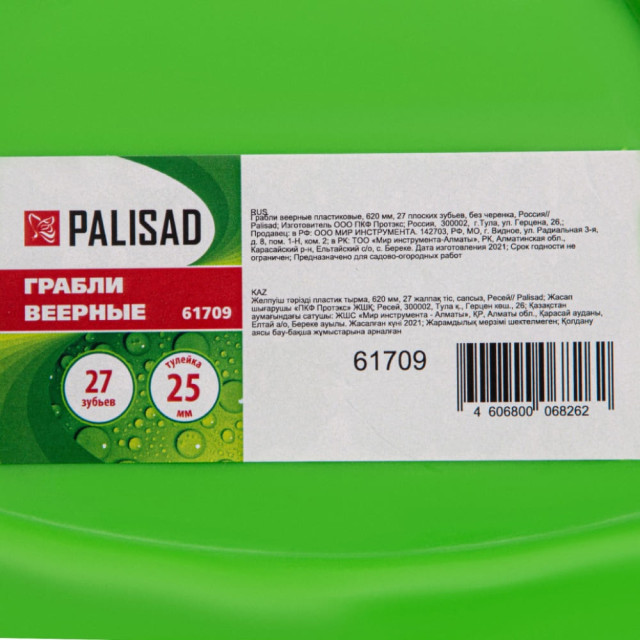 PALISAD
ГРАБЛИ
ВЕЕРНЫЕ 61709
27
зубьев
тулейка
25
мм
RUS
Грабли веерные пластиковые, 620 мм, 27 плоских зубьев, без черенка, Россия//
Palisad; Изготовитель ООО ПКФ Протэкс; Россия, 300002, г.Тула, ул. Герцена, 26,;
Продавец: в РФ: ООО МИР ИНСТРУМЕНТА. 142703, РФ, МО, г. Видное, ул. Радиальная 3-я,
д. 8, пом. 1-Н, ком. 2; в РК: ТОО «Мир инструмента-Алматы», РК, Алматинская обл.,
Карасайский р-н, Ельтайский с/о, с. Береке. Дата изготовления 2021; Срок годности не
ограничен; Предназначено для садово-огородных работ
KAZ
Желпуіш тәрізді пластик тырма, 620 мм, 27 жалпақ тіс, сапсыз, Ресей// Palisad; Жасап
шығарушы «ПКФ Протэкс» ЖШҚ; Ресей, 300002, Тула қ., Герцен көш., 26; Қазақстан
аумағындағы сатушы: ЖШС «Мир инструмента - Алматы», ҚР, Алматы обл., Қарасай ауданы,
Елтай а/о, Береке ауылы. Жасалған күні 2021; Жарамдылық мерзімі шектелмеген; Қолдану
аясы бау-бақша жұмыстарына арналған
61709
4 606800 068262